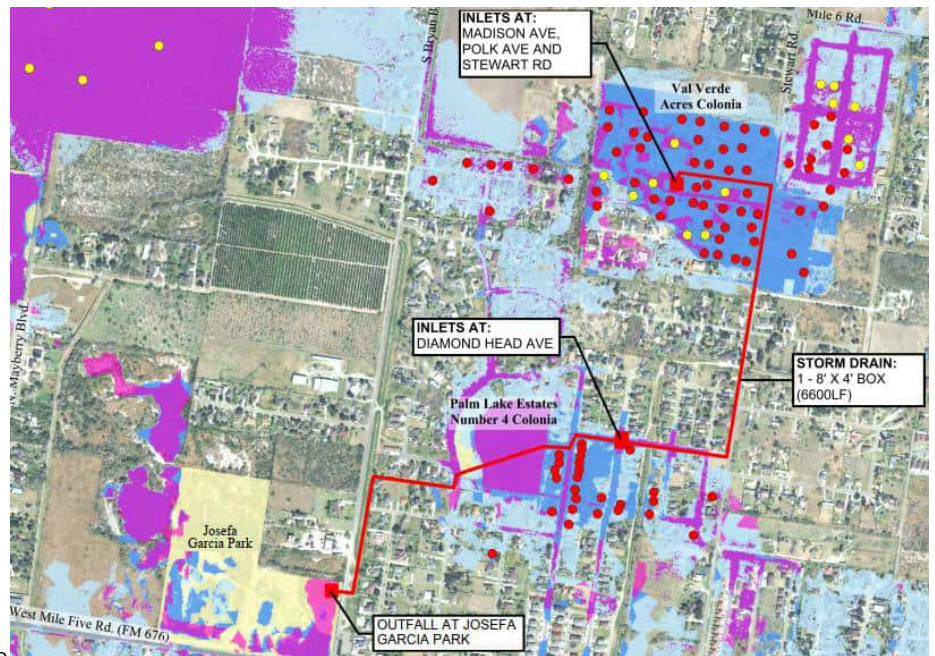 INLETS AT:
MADISON AVE,
POLK AVE AND
STEWART RD
Mile 6 Rd.
Stewart Rd.
S Bryan
Val Verde
Acres Colonia
N. Mayberry Blvd
INLETS AT:
DIAMOND HEAD AVE
STORM DRAIN:
1 - 8' X 4' BOX
(6600LF)
Palm Lake Estates
Number 4 Colonia
Josefa
Garcia Park
West Mile Five Rd. (FM 676)
OUTFALL AT JOSEFA
GARCIA PARK